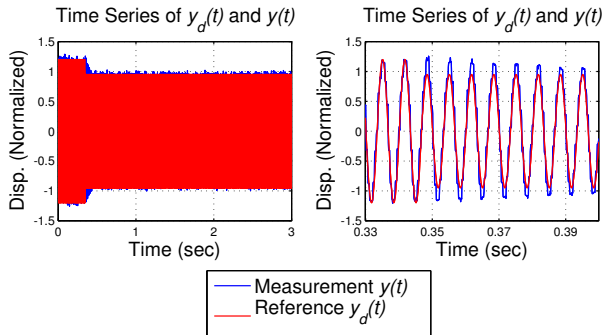 Time Series of y_d(t) and y(t)
Disp. (Normalized)
1.5
1
0.5
0
-0.5
-1
-1.5
0
1
2
3
Time (sec)
Time Series of y_d(t) and y(t)
Disp. (Normalized)
1.5
1
0.5
0
-0.5
-1
-1.5
0.33
0.35
0.37
0.39
Time (sec)
Measurement y(t)
Reference y_d(t)